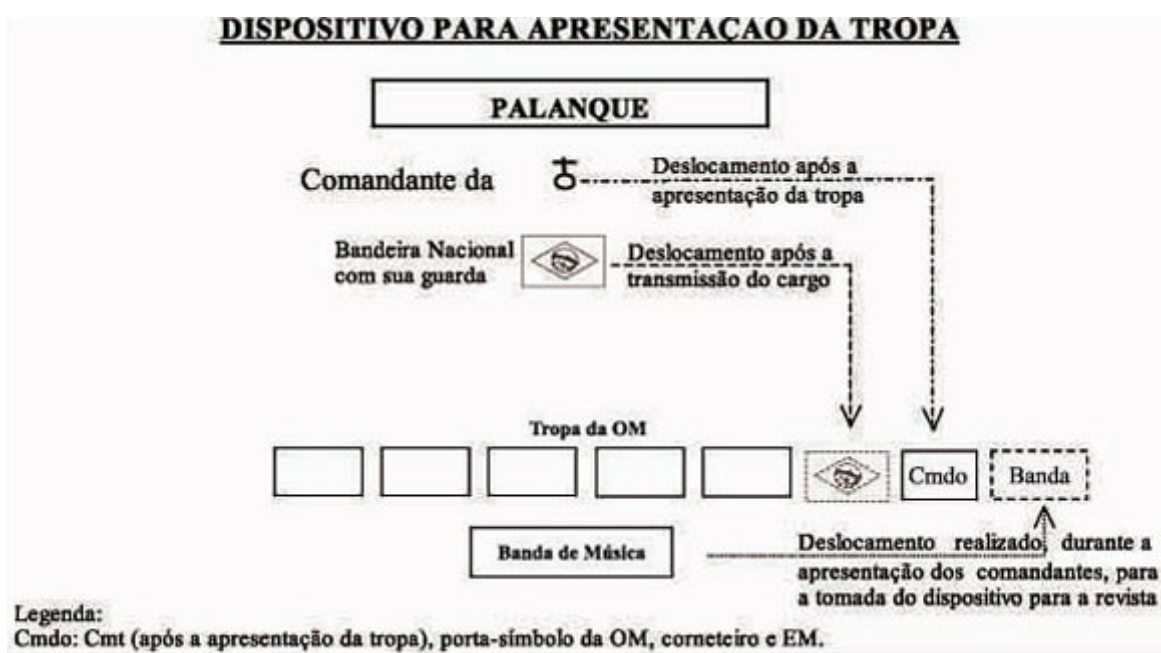 DISPOSITIVO PARA APRESENTAÇAO DA TROPA
PALANQUE
Comandante da
Deslocamento após a
apresentação da tropa
Bandeira Nacional
com sua guarda
Deslocamento após a
transmissão do cargo
Tropa da OM
Cmdo
Banda
Banda de Música
Deslocamento realizado, durante a
apresentação dos comandantes, para
a tomada do dispositivo para a revista
Legenda:
Cmdo: Cmt (após a apresentação da tropa), porta-símbolo da OM, corneteiro e EM.